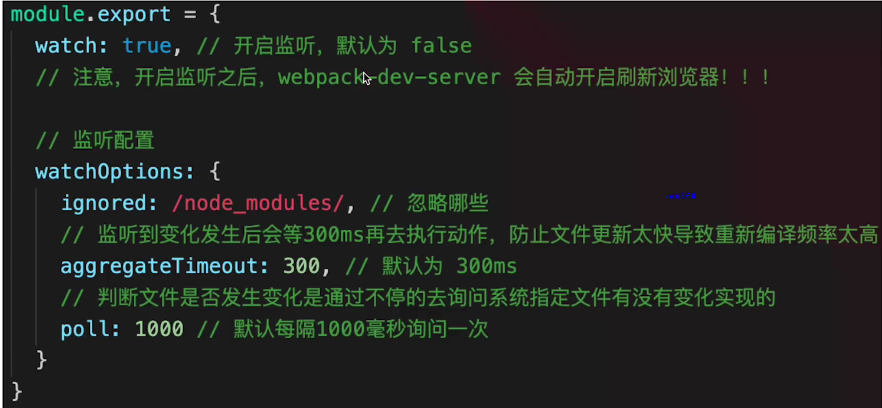 module.export = {
watch: true, // 开启监听，默认为 false
// 注意，开启监听之后，webpack-dev-server 会自动开启刷新浏览器！！！
// 监听配置
watchOptions: {
ignored: /node_modules/, // 忽略哪些
// 监听到变化发生后会等300ms再去执行动作，防止文件更新太快导致重新编译频率太高
aggregateTimeout: 300, // 默认为 300ms
// 判断文件是否发生变化是通过不停的去询问系统指定文件有没有变化实现的
poll: 1000 // 默认每隔1000毫秒询问一次
}
}